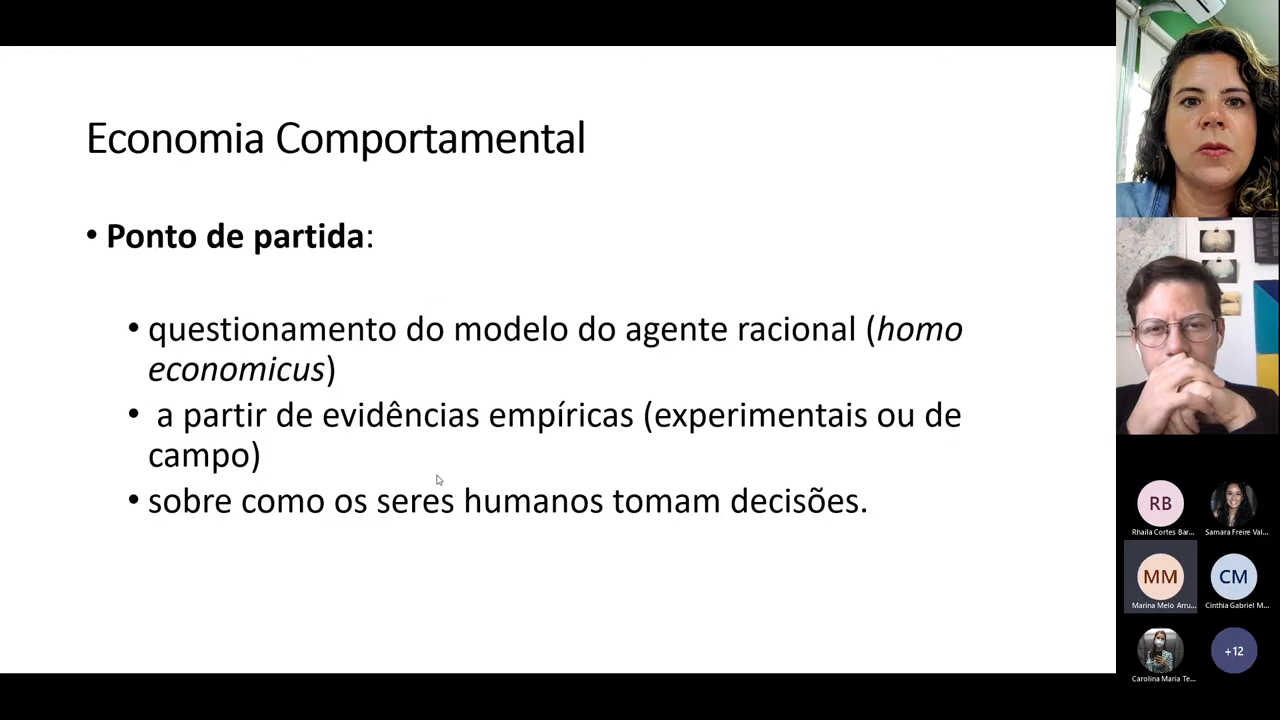 Economia Comportamental
• Ponto de partida:
• questionamento do modelo do agente racional (homo
economicus)
• a partir de evidências empíricas (experimentais ou de
campo)
• sobre como os seres humanos tomam decisões.
RB
Rhaila Cortes Bar...
Samara Freire Val...
MM
Marina Melo Arru...
CM
Cinthia Gabriel M...
Carolina Maria Te...
+12